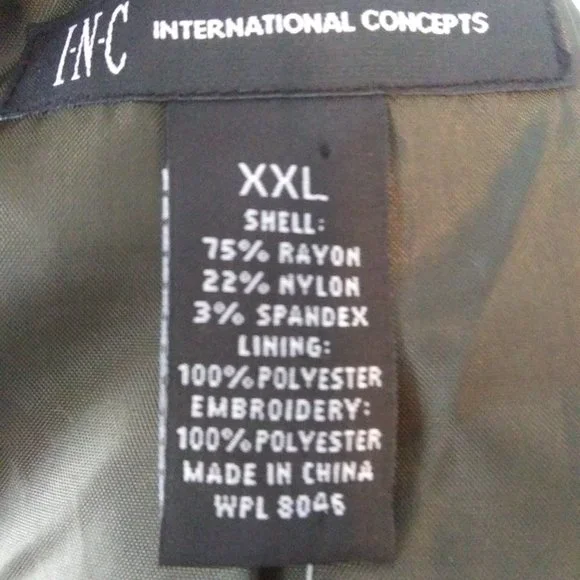 I·N·C INTERNATIONAL CONCEPTS
XXL
SHELL:
75% RAYON
22% NYLON
3% SPANDEX
LINING:
100% POLYESTER
EMBROIDERY:
100% POLYESTER
MADE IN CHINA
WPL 8046